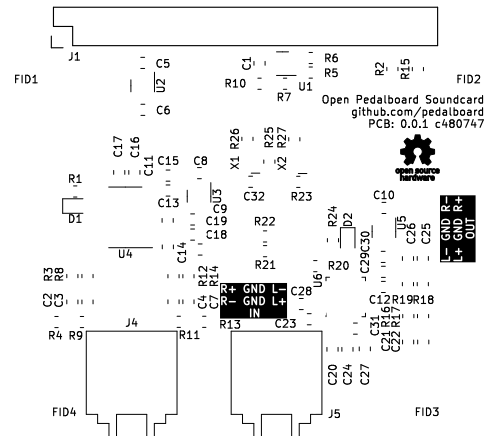 J1
C5
U2
C6
C1
R10
R7
U1
R6
R5
R2
R15
FID1
FID2
Open Pedalboard Soundcard
github.com/pedalboard
PCB: 0.0.1 c480747
open source
hardware
C17
C16
C11
C15
C8
R26
R25
R27
X1
X2
C32
R23
R1
D1
C13
U3
C9
C19
C18
U4
C14
R22
R21
R24
D2
C30
C29
R20
U6
C10
U5
C26
C25
L- GND R-
L+ GND R+
OUT
R3
R8
C2
C3
R4
R9
J4
R12
R14
C4
C7
R11
R13
R+ GND L-
R- GND L+
IN
C28
C23
C12
R19
R18
R16
R17
C31
C21
C22
C20
C24
C27
J5
FID4
FID3